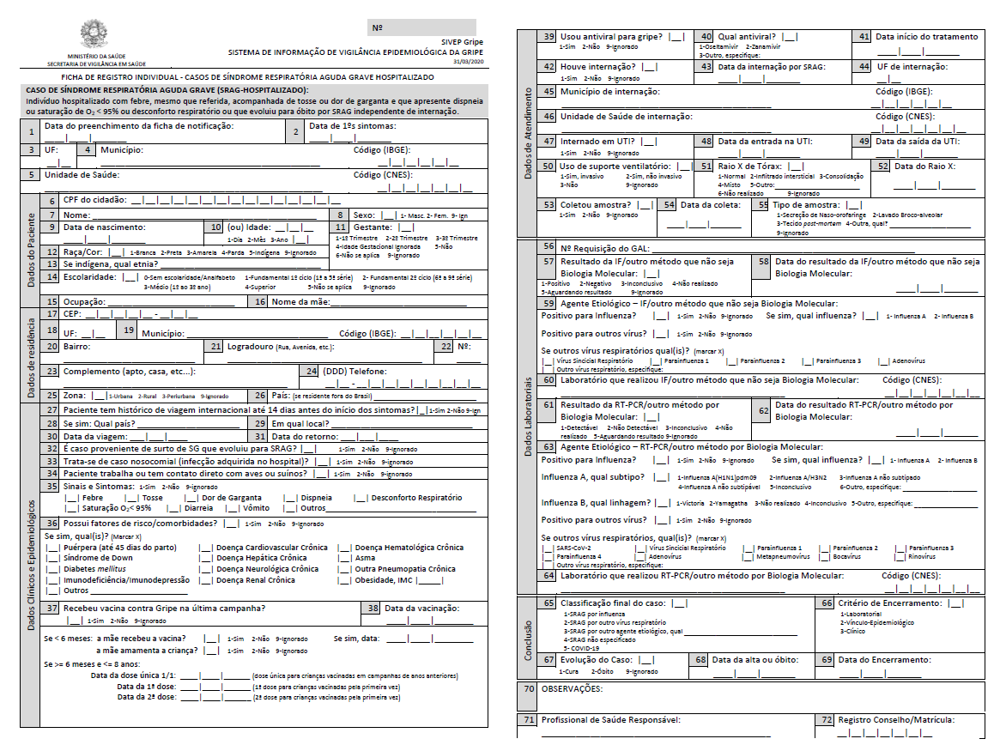 Nº
MINISTÉRIO DA SAÚDE
SECRETARIA DE VIGILÂNCIA EM SAÚDE
SIVEP Gripe
SISTEMA DE INFORMAÇÃO DE VIGILÂNCIA EPIDEMIOLÓGICA DA GRIPE
31/03/2020
FICHA DE REGISTRO INDIVIDUAL - CASOS DE SÍNDROME RESPIRATÓRIA AGUDA GRAVE HOSPITALIZADO
CASO DE SÍNDROME RESPIRATÓRIA AGUDA GRAVE (SRAG-HOSPITALIZADO):
Indivíduo hospitalizado com febre, mesmo que referida, acompanhada de tosse ou dor de garganta e que apresente dispneia
ou saturação de O₂ < 95% ou desconforto respiratório ou que evoluiu para óbito por SRAG independente de internação.
1 Data do preenchimento da ficha de notificação: 2 Data de 1ºs sintomas:
3 UF: 4 Município: Código (IBGE):
5 Unidade de Saúde: Código (CNES):
Dados do Paciente
6 CPF do cidadão:
7 Nome: 8 Sexo: |__| 1- Masc. 2- Fem. 9- Ign
9 Data de nascimento: 10 (ou) Idade: 11 Gestante: |__|
1-Dia 2-Mês 3-Ano |__|
1-1º Trimestre 2-2º Trimestre 3-3º Trimestre
4-Idade Gestacional Ignorada 5-Não
6-Não se aplica 9-Ignorado
12 Raça/Cor: |__| 1-Branca 2-Preta 3-Amarela 4-Parda 5-Indígena 9-Ignorado
13 Se indígena, qual etnia?
14 Escolaridade: |__| 0-Sem escolaridade/Analfabeto 1-Fundamental 1º ciclo (1ª a 5ª série) 2- Fundamental 2º ciclo (6ª a 9ª série)
3-Médio (1º ao 3º ano) 4-Superior 5-Não se aplica 9-Ignorado
15 Ocupação: 16 Nome da mãe:
Dados de residência
17 CEP:
18 UF: 19 Município: Código (IBGE):
20 Bairro: 21 Logradouro (Rua, Avenida, etc.): 22 Nº:
23 Complemento (apto, casa, etc...): 24 (DDD) Telefone:
25 Zona: |__| 1-Urbana 2-Rural 3-Periurbana 9-Ignorado 26 País: (se residente fora do Brasil)
Dados Clínicos e Epidemiológicos
27 Paciente tem histórico de viagem internacional até 14 dias antes do início dos sintomas? |_| 1-Sim 2-Não 9-Ign
28 Se sim: Qual país? 29 Em qual local?
30 Data da viagem: 31 Data do retorno:
32 É caso proveniente de surto de SG que evoluiu para SRAG? |__| 1-Sim 2-Não 9-Ignorado
33 Trata-se de caso nosocomial (infecção adquirida no hospital)? |__| 1-Sim 2-Não 9-Ignorado
34 Paciente trabalha ou tem contato direto com aves ou suínos? |__| 1-Sim 2-Não 9-Ignorado
35 Sinais e Sintomas: 1-Sim 2-Não 9-Ignorado
|__| Febre |__| Tosse |__| Dor de Garganta |__| Dispneia |__| Desconforto Respiratório
|__| Saturação O₂< 95% |__| Diarreia |__| Vômito |__| Outros
36 Possui fatores de risco/comorbidades? |__| 1-Sim 2-Não 9-Ignorado
Se sim, qual(is)? (Marcar X)
|__| Puérpera (até 45 dias do parto) |__| Doença Cardiovascular Crônica |__| Doença Hematológica Crônica
|__| Síndrome de Down |__| Doença Hepática Crônica |__| Asma
|__| Diabetes mellitus |__| Doença Neurológica Crônica |__| Outra Pneumopatia Crônica
|__| Imunodeficiência/Imunodepressão |__| Doença Renal Crônica |__| Obesidade, IMC |_____|
|__| Outros
37 Recebeu vacina contra Gripe na última campanha? 38 Data da vacinação:
|__| 1-Sim 2-Não 9-Ignorado
Se < 6 meses: a mãe recebeu a vacina? |__| 1-Sim 2-Não 9-Ignorado Se sim, data:
a mãe amamenta a criança? |__| 1-Sim 2-Não 9-Ignorado
Se >= 6 meses e <= 8 anos:
Data da dose única 1/1: (dose única para crianças vacinadas em campanhas de anos anteriores)
Data da 1ª dose: (1ª dose para crianças vacinadas pela primeira vez)
Data da 2ª dose: (2ª dose para crianças vacinadas pela primeira vez)
Dados de Atendimento
39 Usou antiviral para gripe? |__| 40 Qual antiviral? |__| 41 Data início do tratamento
1-Sim 2-Não 9-Ignorado 1-Oseltamivir 2-Zanamivir
3-Outro, especifique:
42 Houve internação? |__| 43 Data da internação por SRAG: 44 UF de internação:
1-Sim 2-Não 9-Ignorado
45 Município de internação: Código (IBGE):
46 Unidade de Saúde de internação: Código (CNES):
47 Internado em UTI? |__| 48 Data da entrada na UTI: 49 Data da saída da UTI:
1-Sim 2-Não 9-Ignorado
50 Uso de suporte ventilatório: |__| 51 Raio X de Tórax: |__| 52 Data do Raio X:
1-Sim, invasivo 2-Sim, não invasivo 1-Normal 2-Infiltrado intersticial 3-Consolidação
3-Não 9-Ignorado 4-Misto 5-Outro:
6-Não realizado 9-Ignorado
53 Coletou amostra? |__| 54 Data da coleta: 55 Tipo de amostra: |__|
1-Sim 2-Não 9-Ignorado 1-Secreção de Naso-orofaringe 2-Lavado Broco-alveolar
3-Tecido post-mortem 4-Outra, qual?
9-Ignorado
Dados Laboratoriais
56 Nº Requisição do GAL:
57 Resultado da IF/outro método que não seja 58 Data do resultado da IF/outro método que não seja
Biologia Molecular: |__| Biologia Molecular:
1-Positivo 2-Negativo 3-Inconclusivo 4-Não realizado
5-Aguardando resultado 9-Ignorado
59 Agente Etiológico – IF/outro método que não seja Biologia Molecular:
Positivo para Influenza? |__| 1-Sim 2-Não 9-Ignorado Se sim, qual influenza? |__| 1- Influenza A 2- Influenza B
Positivo para outros vírus? |__| 1-Sim 2-Não 9-Ignorado
Se outros vírus respiratórios qual(is)? (marcar X)
|__| Vírus Sincicial Respiratório |__| Parainfluenza 1 |__| Parainfluenza 2 |__| Parainfluenza 3 |__| Adenovírus
|__| Outro vírus respiratório, especifique:
60 Laboratório que realizou IF/outro método que não seja Biologia Molecular: Código (CNES):
61 Resultado da RT-PCR/outro método por 62 Data do resultado RT-PCR/outro método por
Biologia Molecular: |__| Biologia Molecular:
1-Detectável 2-Não Detectável 3-Inconclusivo 4-Não
realizado 5-Aguardando resultado 9-Ignorado
63 Agente Etiológico – RT-PCR/outro método por Biologia Molecular:
Positivo para Influenza? |__| 1-Sim 2-Não 9-Ignorado Se sim, qual influenza? |__| 1- Influenza A 2- Influenza B
Influenza A, qual subtipo? |__| 1-Influenza A(H1N1)pdm09 2-Influenza A/H3N2 3-Influenza A não subtipado
4-Influenza A não subtipável 5-Inconclusivo 6-Outro, especifique:
Influenza B, qual linhagem? |__| 1-Victoria 2-Yamagatha 3-Não realizado 4-Inconclusivo 5-Outro, especifique:
Positivo para outros vírus? |__| 1-Sim 2-Não 9-Ignorado
Se outros vírus respiratórios, qual(is)? (marcar X)
|__| SARS-CoV-2 |__| Vírus Sincicial Respiratório |__| Parainfluenza 1 |__| Parainfluenza 2 |__| Parainfluenza 3
|__| Parainfluenza 4 |__| Adenovírus |__| Metapneumovírus |__| Bocavírus |__| Rinovírus
|__| Outro vírus respiratório, especifique:
64 Laboratório que realizou RT-PCR/outro método por Biologia Molecular: Código (CNES):
Conclusão
65 Classificação final do caso: |__| 66 Critério de Encerramento: |__|
1-SRAG por influenza 1-Laboratorial
2-SRAG por outro vírus respiratório 2-Vínculo-Epidemiológico
3-SRAG por outro agente etiológico, qual 3-Clínico
4-SRAG não especificado
5- COVID-19
67 Evolução do Caso: |__| 68 Data da alta ou óbito: 69 Data do Encerramento:
1-Cura 2-Óbito 9-Ignorado
70 OBSERVAÇÕES:
71 Profissional de Saúde Responsável: 72 Registro Conselho/Matrícula: